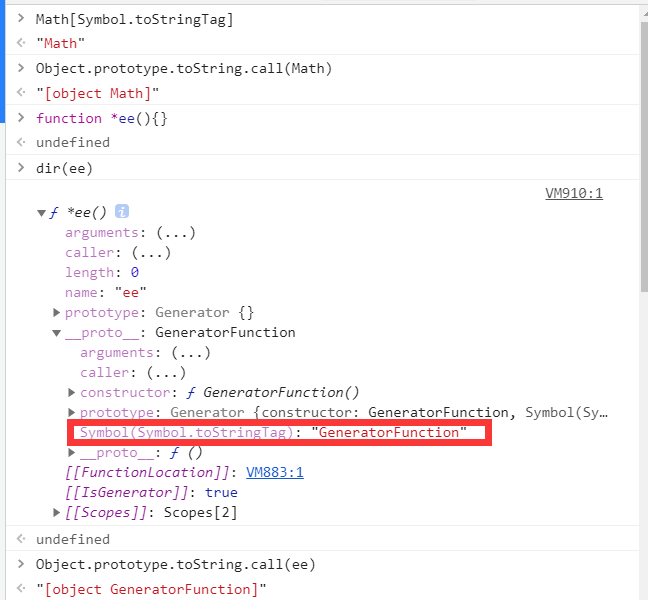 Math[Symbol.toStringTag]
"Math"
Object.prototype.toString.call(Math)
"[object Math]"
function *ee(){}
undefined
dir(ee)
VM910:1
ƒ *ee() i
arguments: (...)
caller: (...)
length: 0
name: "ee"
prototype: Generator {}
__proto__: GeneratorFunction
arguments: (...)
caller: (...)
constructor: ƒ GeneratorFunction()
prototype: Generator {constructor: GeneratorFunction, Symbol(Sy…
Symbol(Symbol.toStringTag): "GeneratorFunction"
__proto__: ƒ ()
[[FunctionLocation]]: VM883:1
[[IsGenerator]]: true
[[Scopes]]: Scopes[2]
undefined
Object.prototype.toString.call(ee)
"[object GeneratorFunction]"